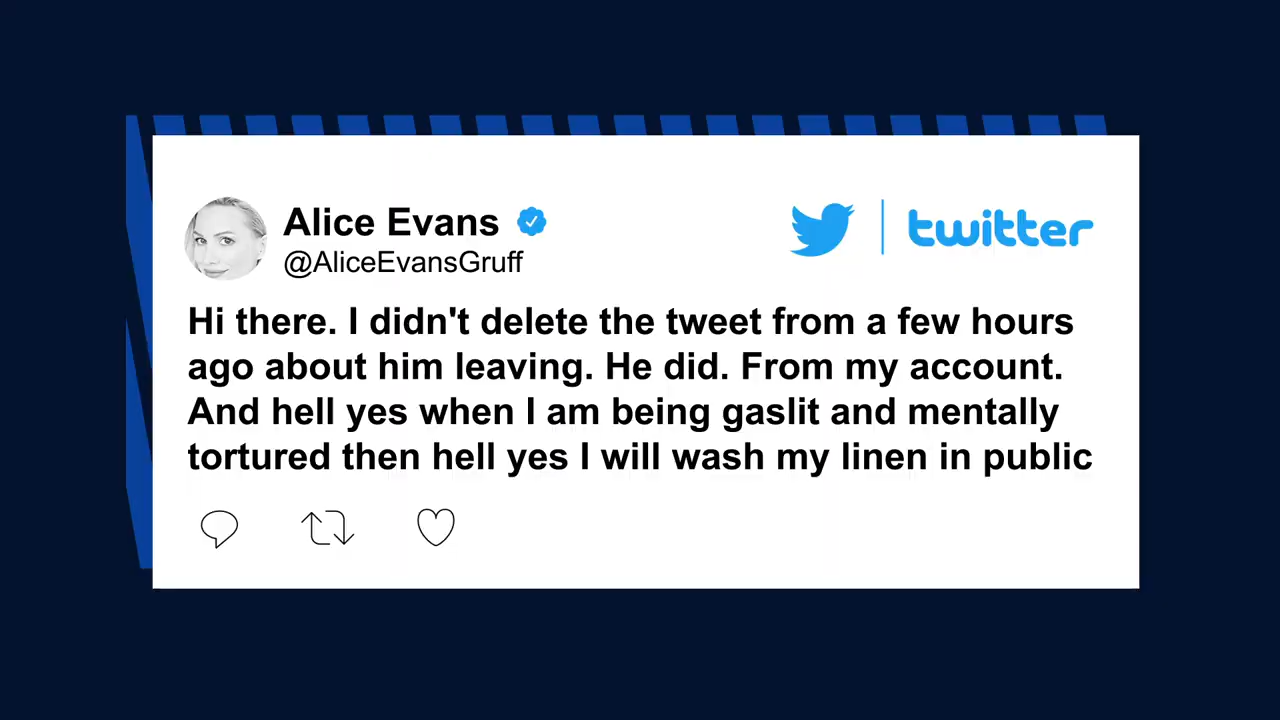 Alice Evans
@AliceEvansGruff
twitter
Hi there. I didn't delete the tweet from a few hours
ago about him leaving. He did. From my account.
And hell yes when I am being gaslit and mentally
tortured then hell yes I will wash my linen in public